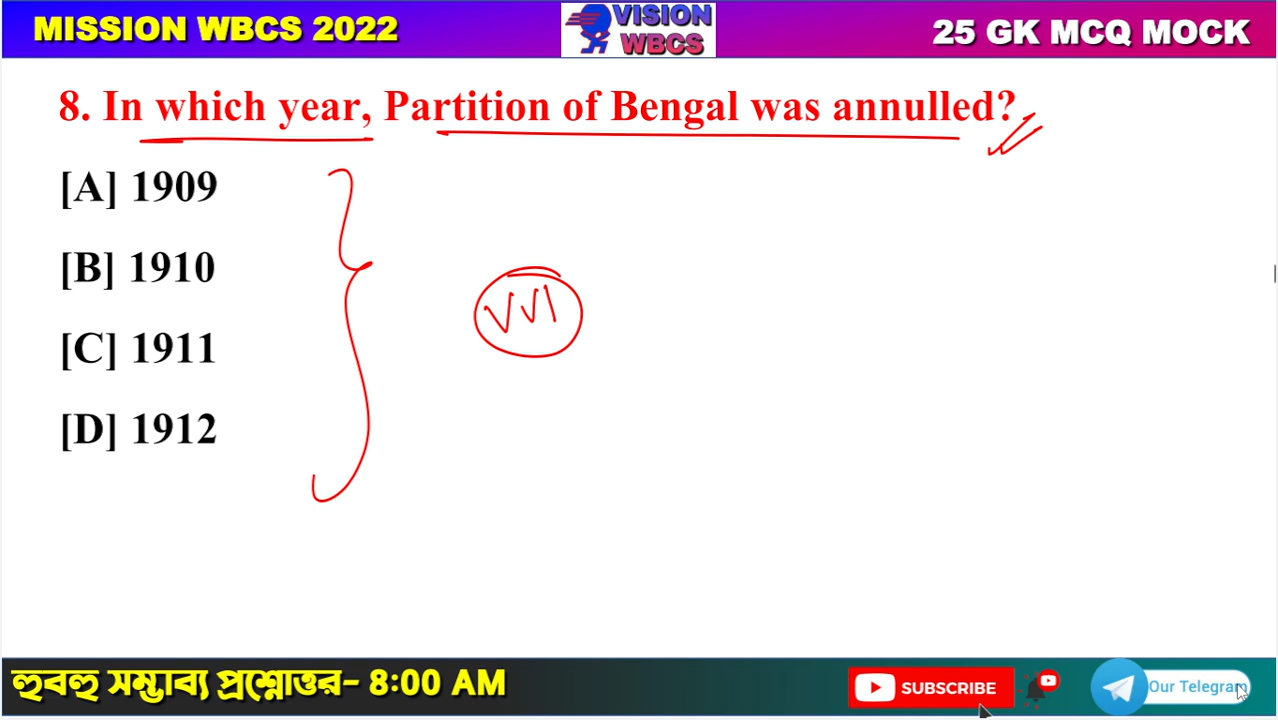 MISSION WBCS 2022
VISION
WBCS
25 GK MCQ MOCK
8. In which year, Partition of Bengal was annulled?
[A] 1909
[B] 1910
[C] 1911
[D] 1912
VVI
হুবহু সম্ভাব্য প্রশ্নোত্তর- 8:00 AM
SUBSCRIBE
Our Telegram